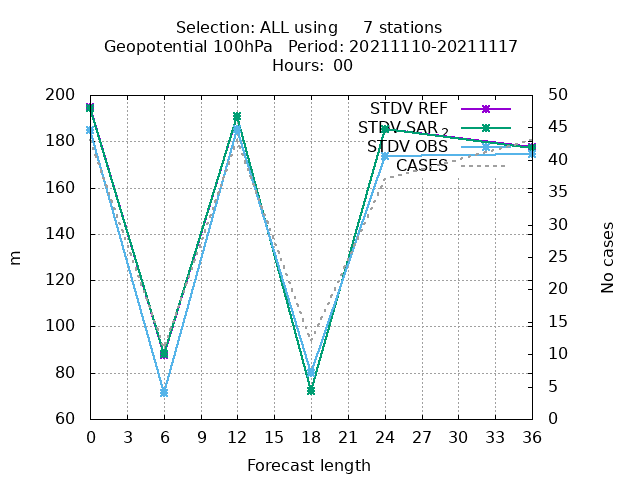 Selection: ALL using     7 stations
Geopotential 100hPa   Period: 20211110-20211117
Hours:  00
200
180
160
140
120
100
80
60
m
50
45
40
35
30
25
20
15
10
5
0
No cases
STDV REF
STDV SAR₂
STDV OBS
CASES
0 3 6 9 12 15 18 21 24 27 30 33 36
Forecast length